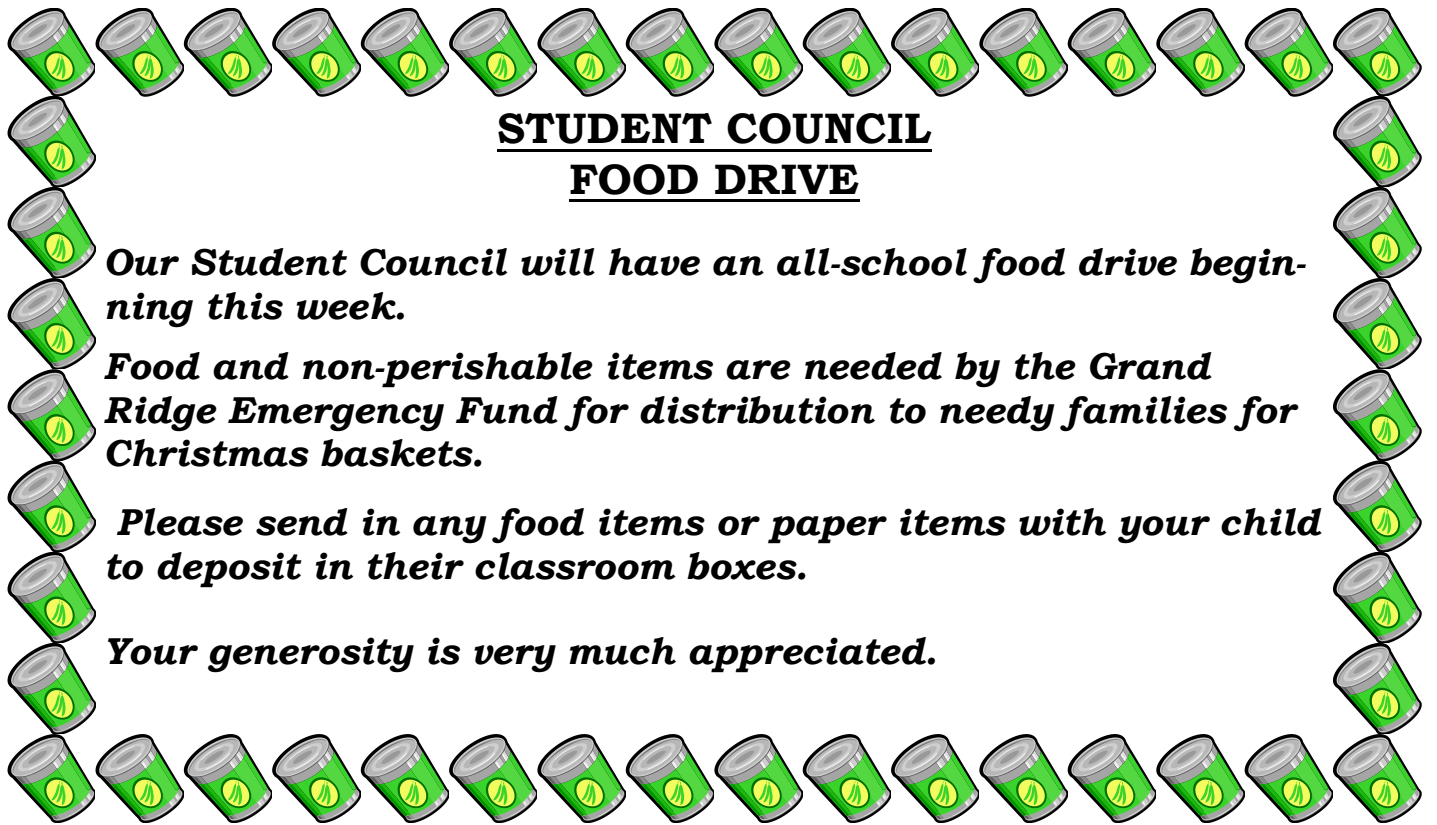 STUDENT COUNCIL
FOOD DRIVE
Our Student Council will have an all-school food drive begin-
ning this week.
Food and non-perishable items are needed by the Grand
Ridge Emergency Fund for distribution to needy families for
Christmas baskets.
Please send in any food items or paper items with your child
to deposit in their classroom boxes.
Your generosity is very much appreciated.